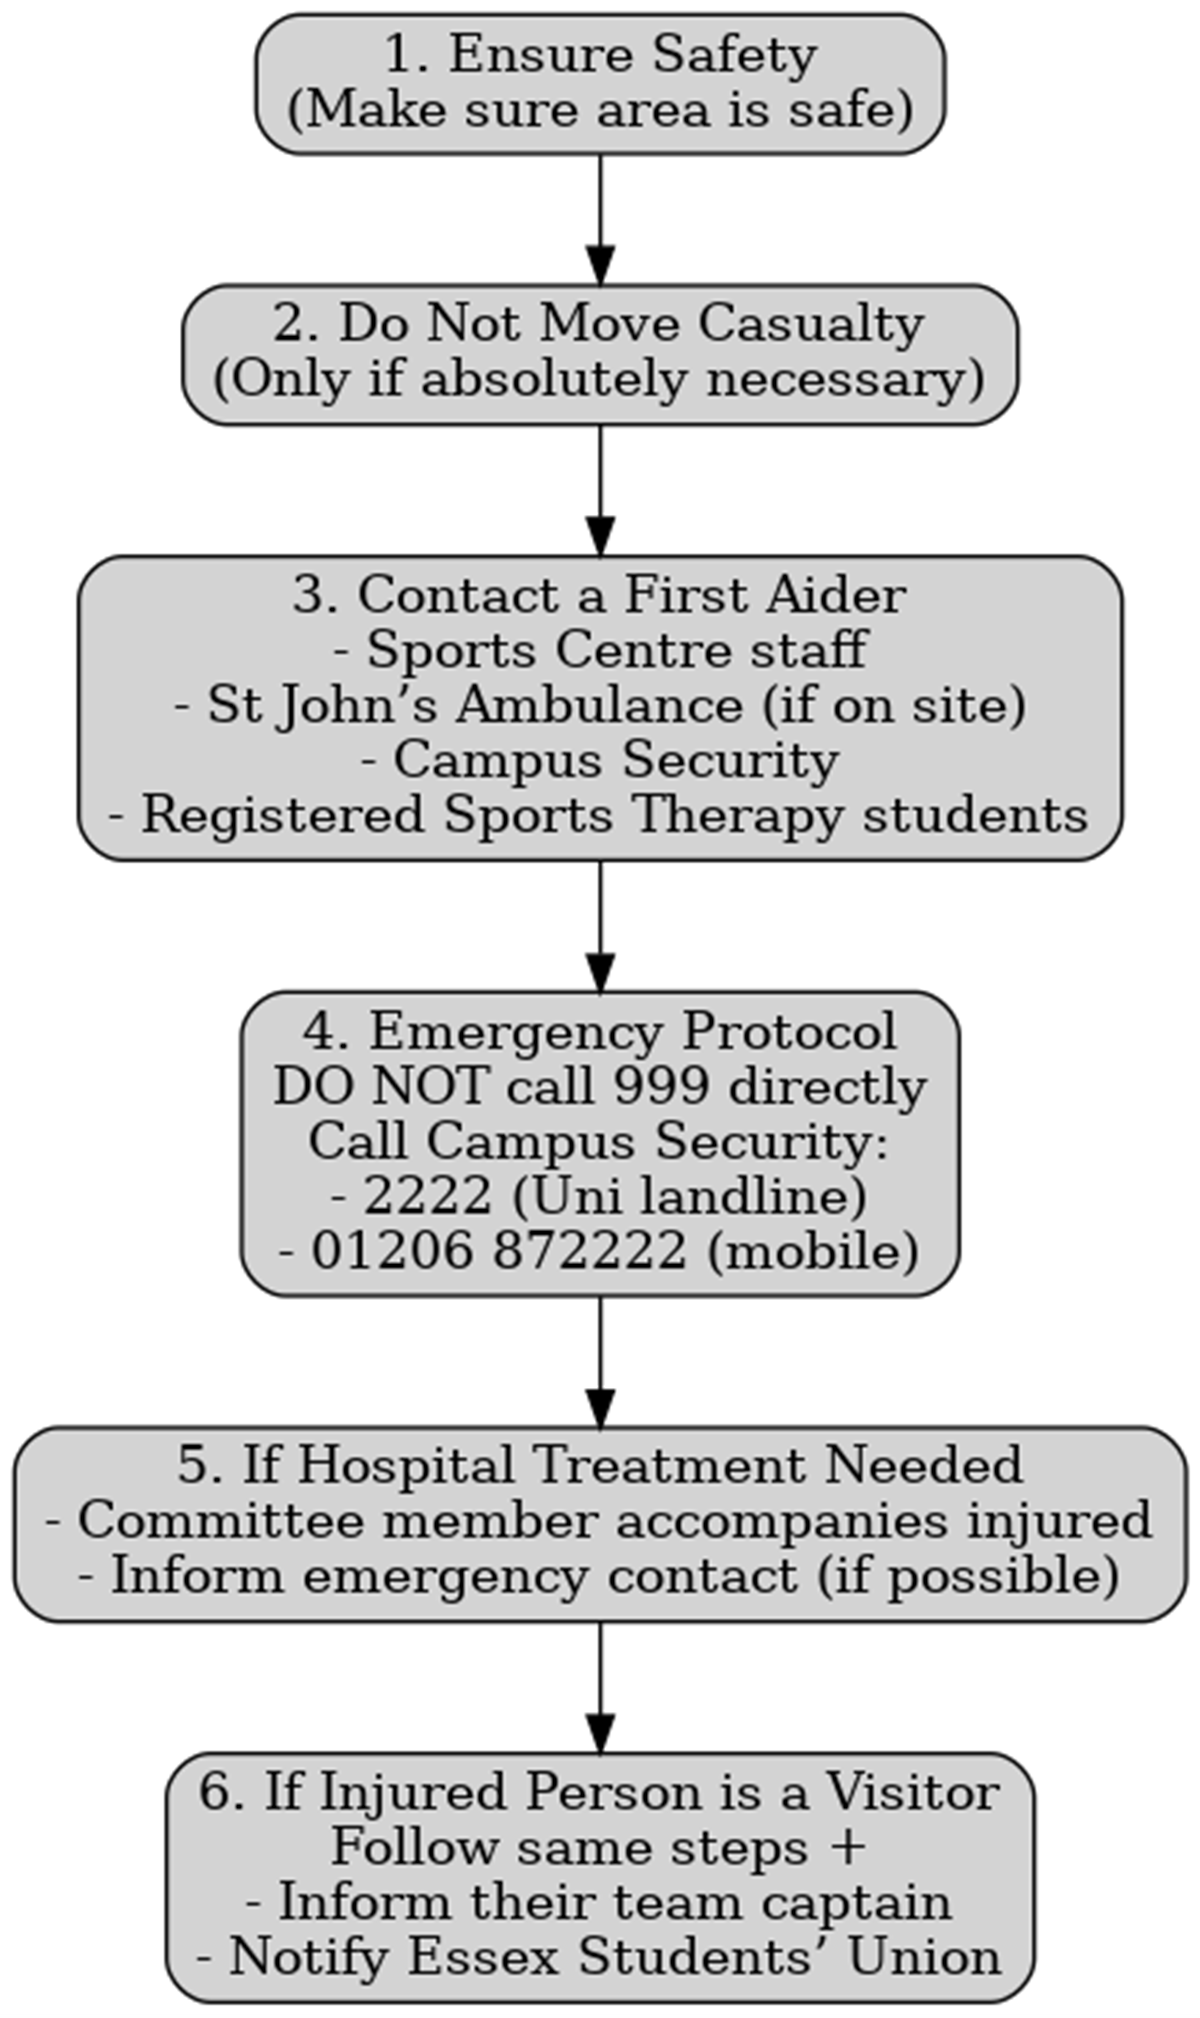 1. Ensure Safety
(Make sure area is safe)
2. Do Not Move Casualty
(Only if absolutely necessary)
3. Contact a First Aider
- Sports Centre staff
- St John’s Ambulance (if on site)
- Campus Security
- Registered Sports Therapy students
4. Emergency Protocol
DO NOT call 999 directly
Call Campus Security:
- 2222 (Uni landline)
- 01206 872222 (mobile)
5. If Hospital Treatment Needed
- Committee member accompanies injured
- Inform emergency contact (if possible)
6. If Injured Person is a Visitor
Follow same steps +
- Inform their team captain
- Notify Essex Students’ Union